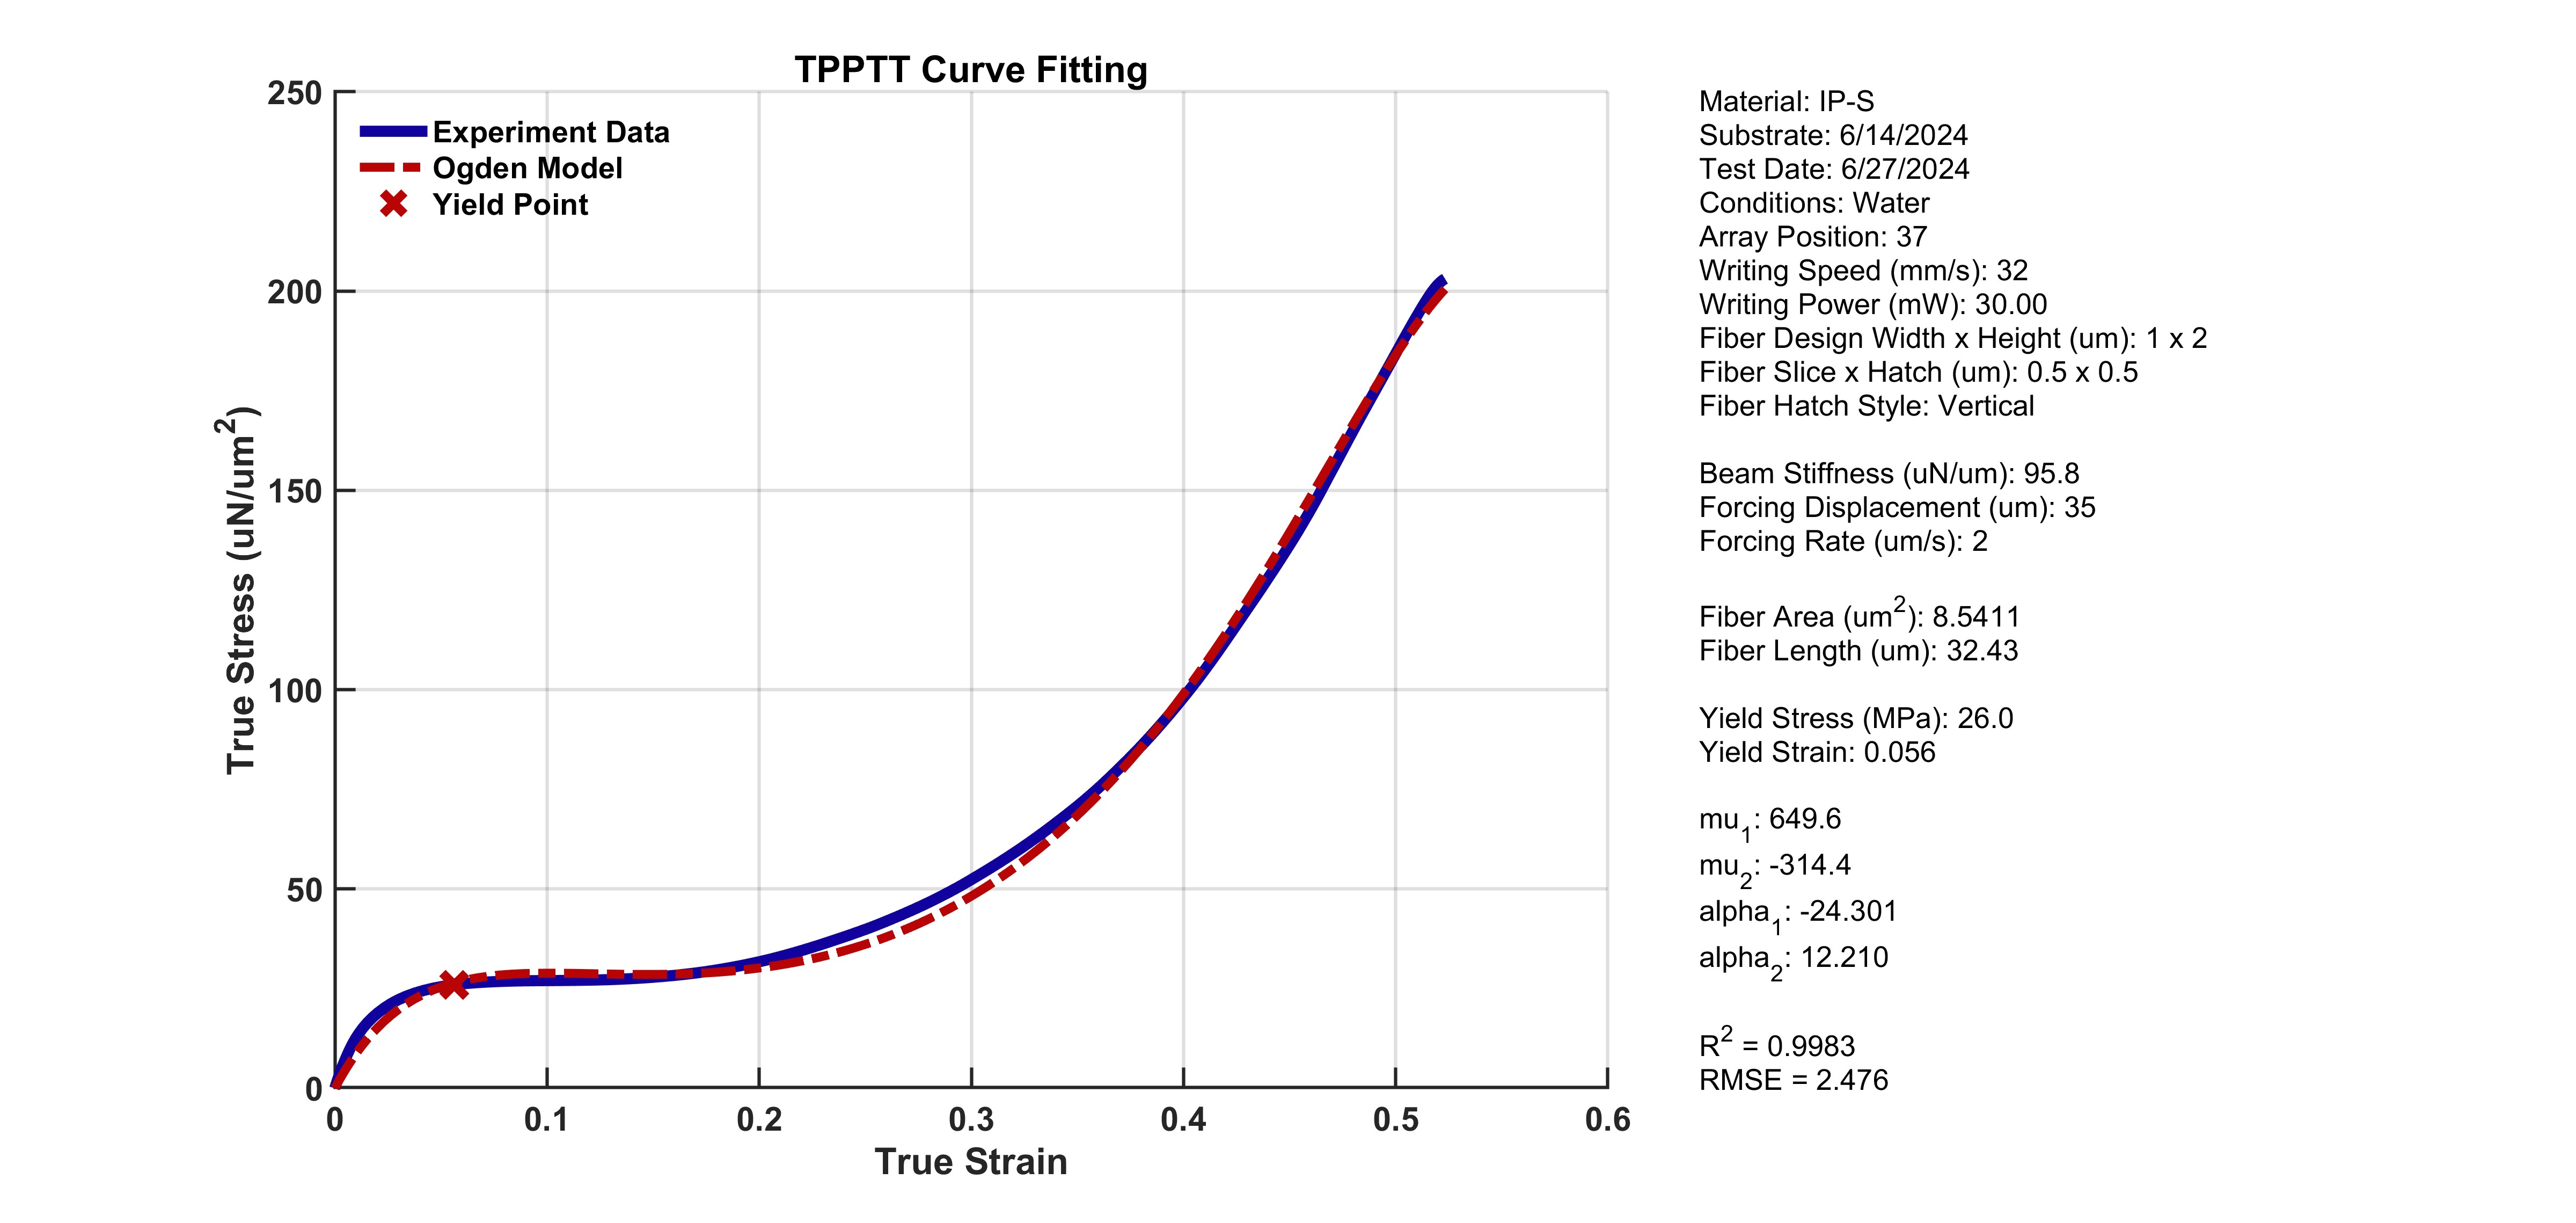 TPPTT Curve Fitting
250
200
150
100
50
0
True Stress (uN/um²)
Experiment Data
Ogden Model
Yield Point
0 0.1 0.2 0.3 0.4 0.5 0.6
True Strain
Material: IP-S
Substrate: 6/14/2024
Test Date: 6/27/2024
Conditions: Water
Array Position: 37
Writing Speed (mm/s): 32
Writing Power (mW): 30.00
Fiber Design Width x Height (um): 1 x 2
Fiber Slice x Hatch (um): 0.5 x 0.5
Fiber Hatch Style: Vertical
Beam Stiffness (uN/um): 95.8
Forcing Displacement (um): 35
Forcing Rate (um/s): 2
Fiber Area (um²): 8.5411
Fiber Length (um): 32.43
Yield Stress (MPa): 26.0
Yield Strain: 0.056
mu₁: 649.6
mu₂: -314.4
alpha₁: -24.301
alpha₂: 12.210
R² = 0.9983
RMSE = 2.476